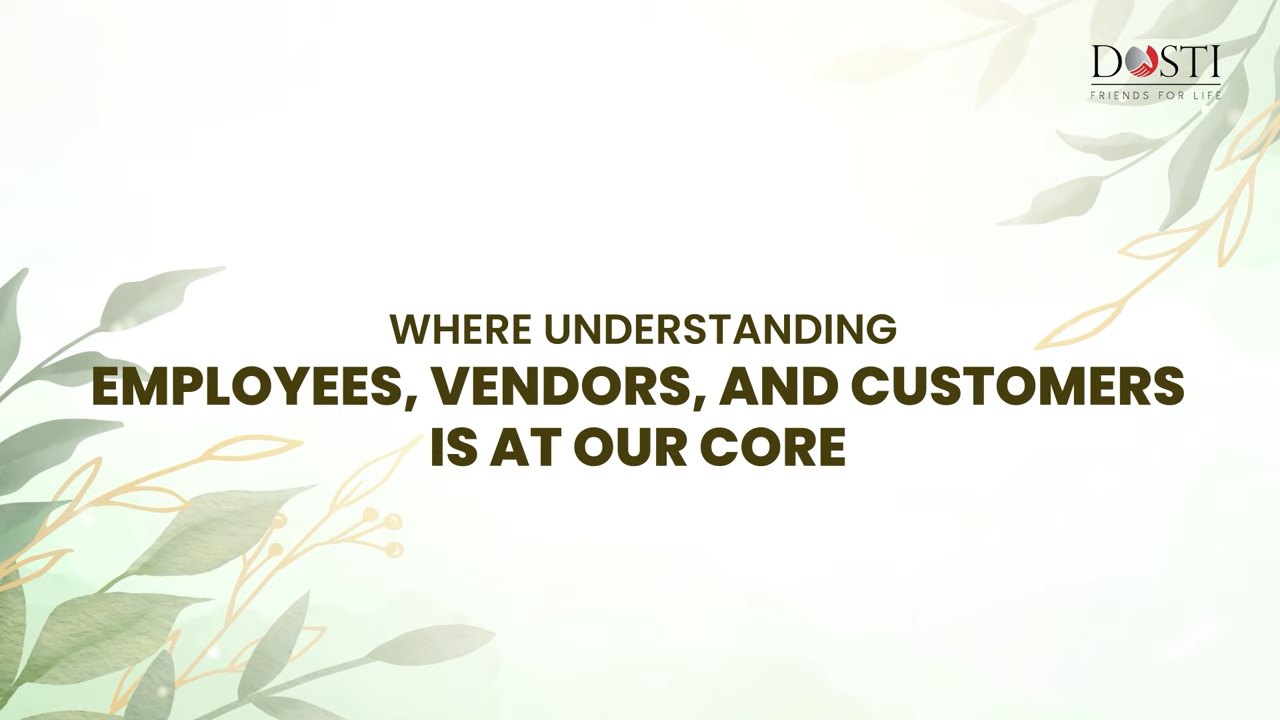 DOSTI
FRIENDS FOR LIFE
WHERE UNDERSTANDING
EMPLOYEES, VENDORS, AND CUSTOMERS
IS AT OUR CORE